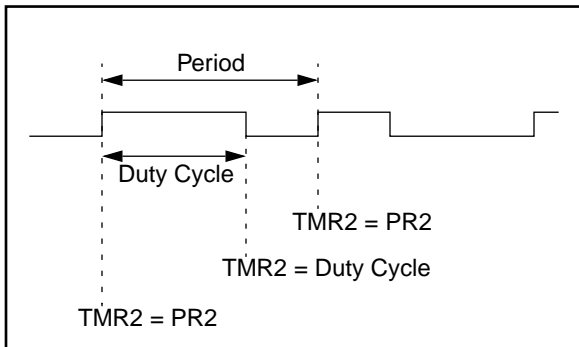 Period
Duty Cycle
TMR2 = PR2
TMR2 = Duty Cycle
TMR2 = PR2